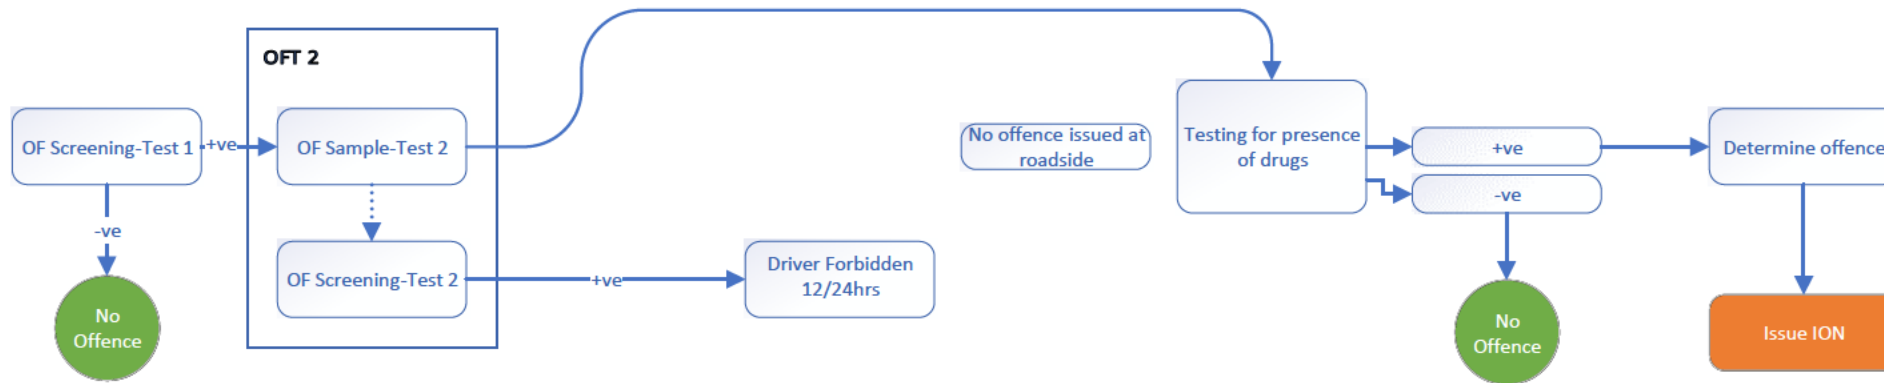 OFT 2
OF Screening-Test 1
+ve
OF Sample-Test 2
-ve
No
Offence
OF Screening-Test 2
+ve
Driver Forbidden
12/24hrs
No offence issued at
roadside
Testing for presence
of drugs
+ve
-ve
No
Offence
Determine offence
Issue ION